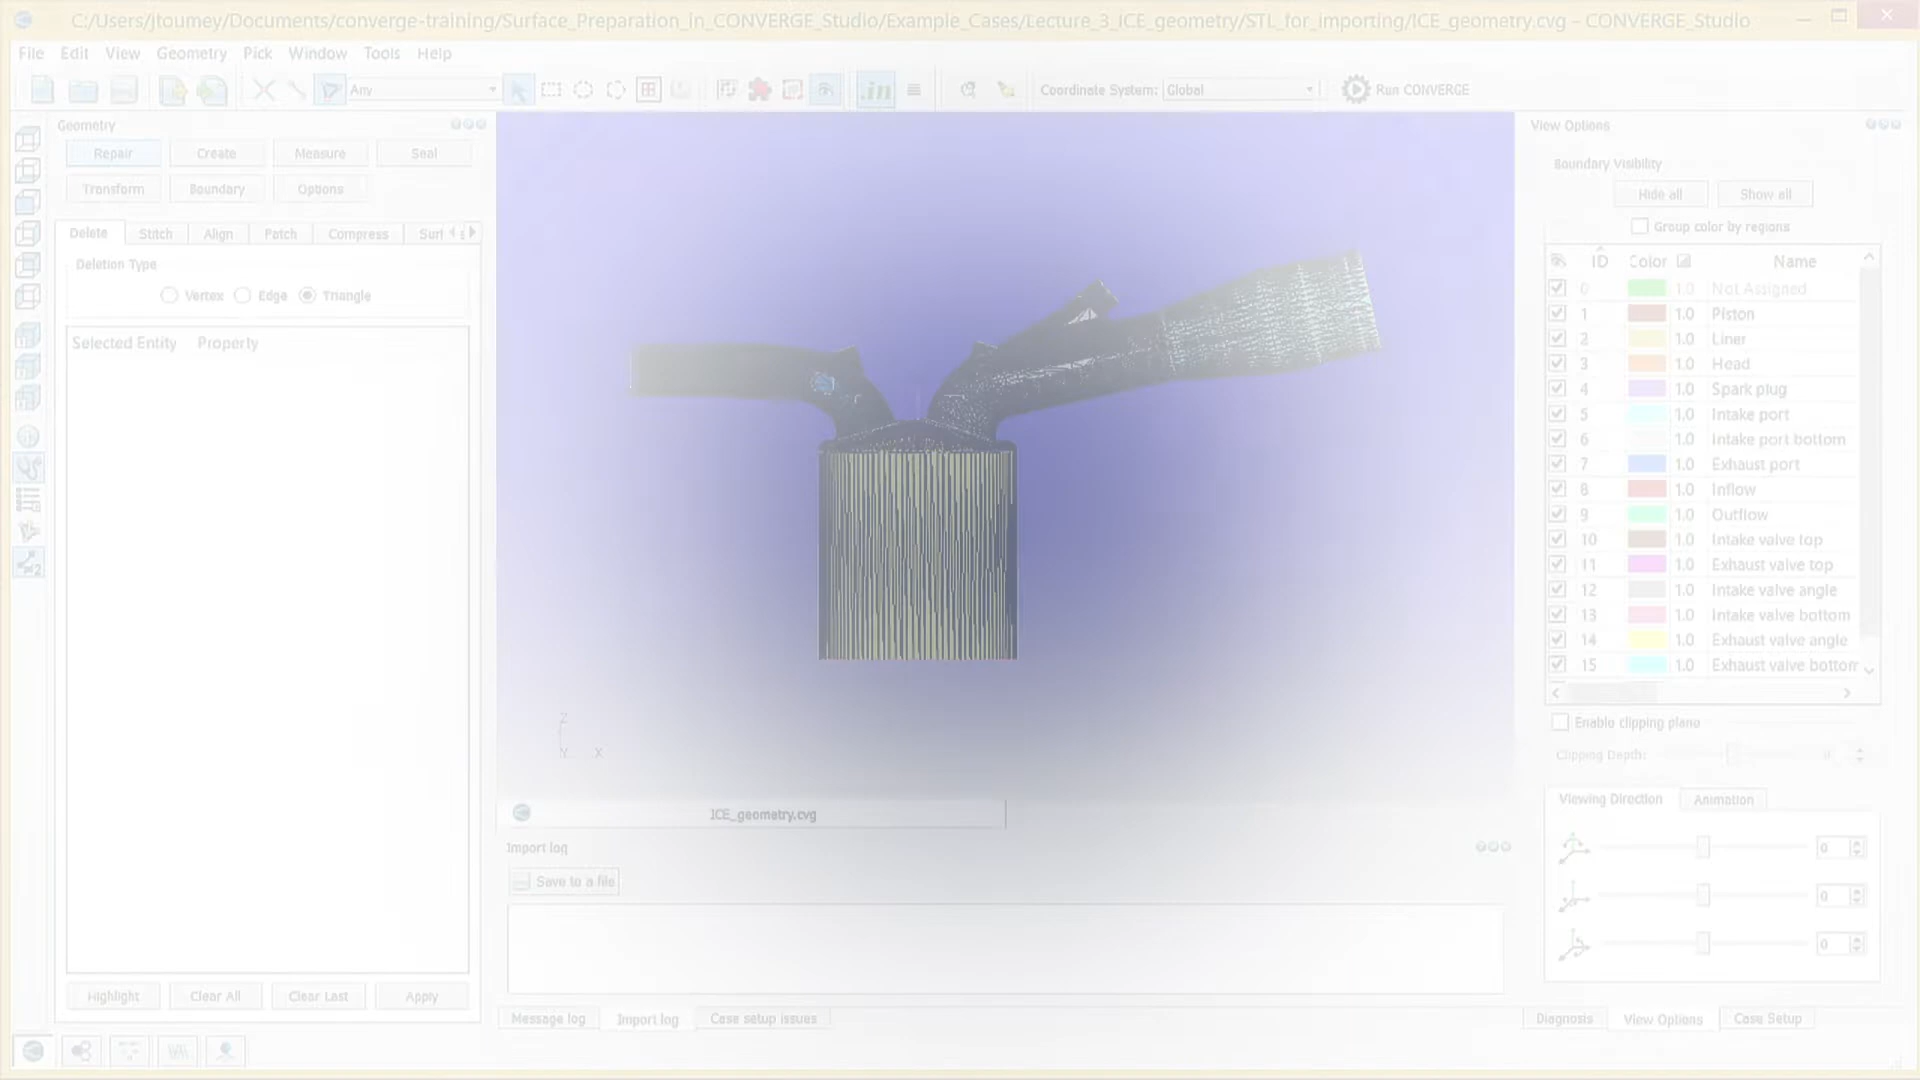 C:/Users/jtoumey/Documents/converge-training/Surface_Preparation_in_CONVERGE_Studio/Example_Cases/Lecture_3_ICE_geometry/STL_for_importing/ICE_geometry.cvg - CONVERGE_Studio
File Edit View Geometry Pick Window Tools Help
Any
.in
Coordinate System: Global
Run CONVERGE
Geometry
Repair Create Measure Seal
Transform Boundary Options
Delete Stitch Align Patch Compress Surf
Deletion Type
Vertex Edge Triangle
Selected Entity Property
Highlight Clear All Clear Last Apply
Z
Y X
ICE_geometry.cvg
Import log
Save to a file
Message log Import log Case setup issues
View Options
Boundary Visibility
Hide all Show all
Group color by regions
ID Color Name
0 1.0 Not Assigned
1 1.0 Piston
2 1.0 Liner
3 1.0 Head
4 1.0 Spark plug
5 1.0 Intake port
6 1.0 Intake port bottom
7 1.0 Exhaust port
8 1.0 Inflow
9 1.0 Outflow
10 1.0 Intake valve top
11 1.0 Exhaust valve top
12 1.0 Intake valve angle
13 1.0 Intake valve bottom
14 1.0 Exhaust valve angle
15 1.0 Exhaust valve bottom
Enable clipping plane
Clipping Depth: 0
Viewing Direction Animation
0
0
0
Diagnosis View Options Case Setup